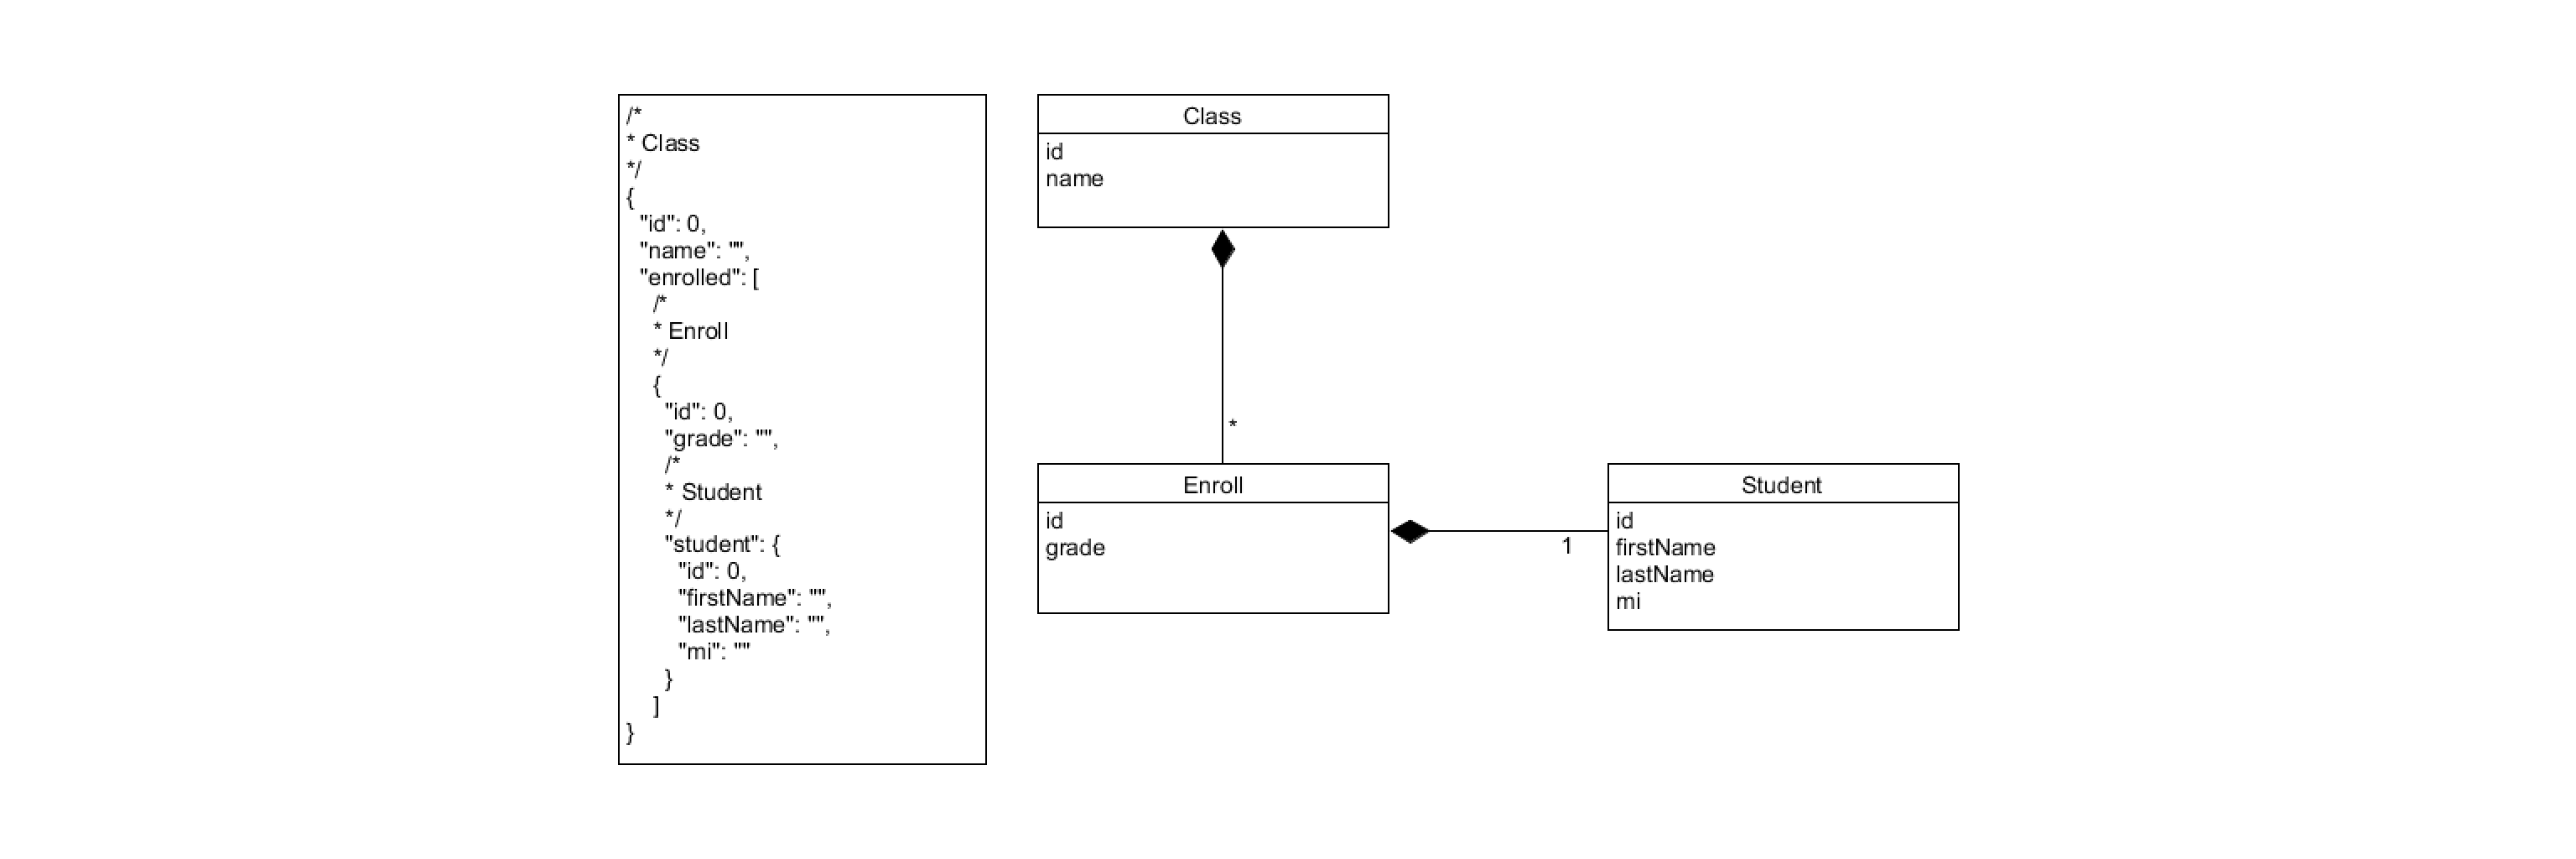 /*
* Class
*/
{
  "id": 0,
  "name": "",
  "enrolled": [
    /*
    * Enroll
    */
    {
      "id": 0,
      "grade": "",
      /*
      * Student
      */
      "student": {
        "id": 0,
        "firstName": "",
        "lastName": "",
        "mi": ""
      }
    ]
}
Class
id
name
*
Enroll
id
grade
1
Student
id
firstName
lastName
mi